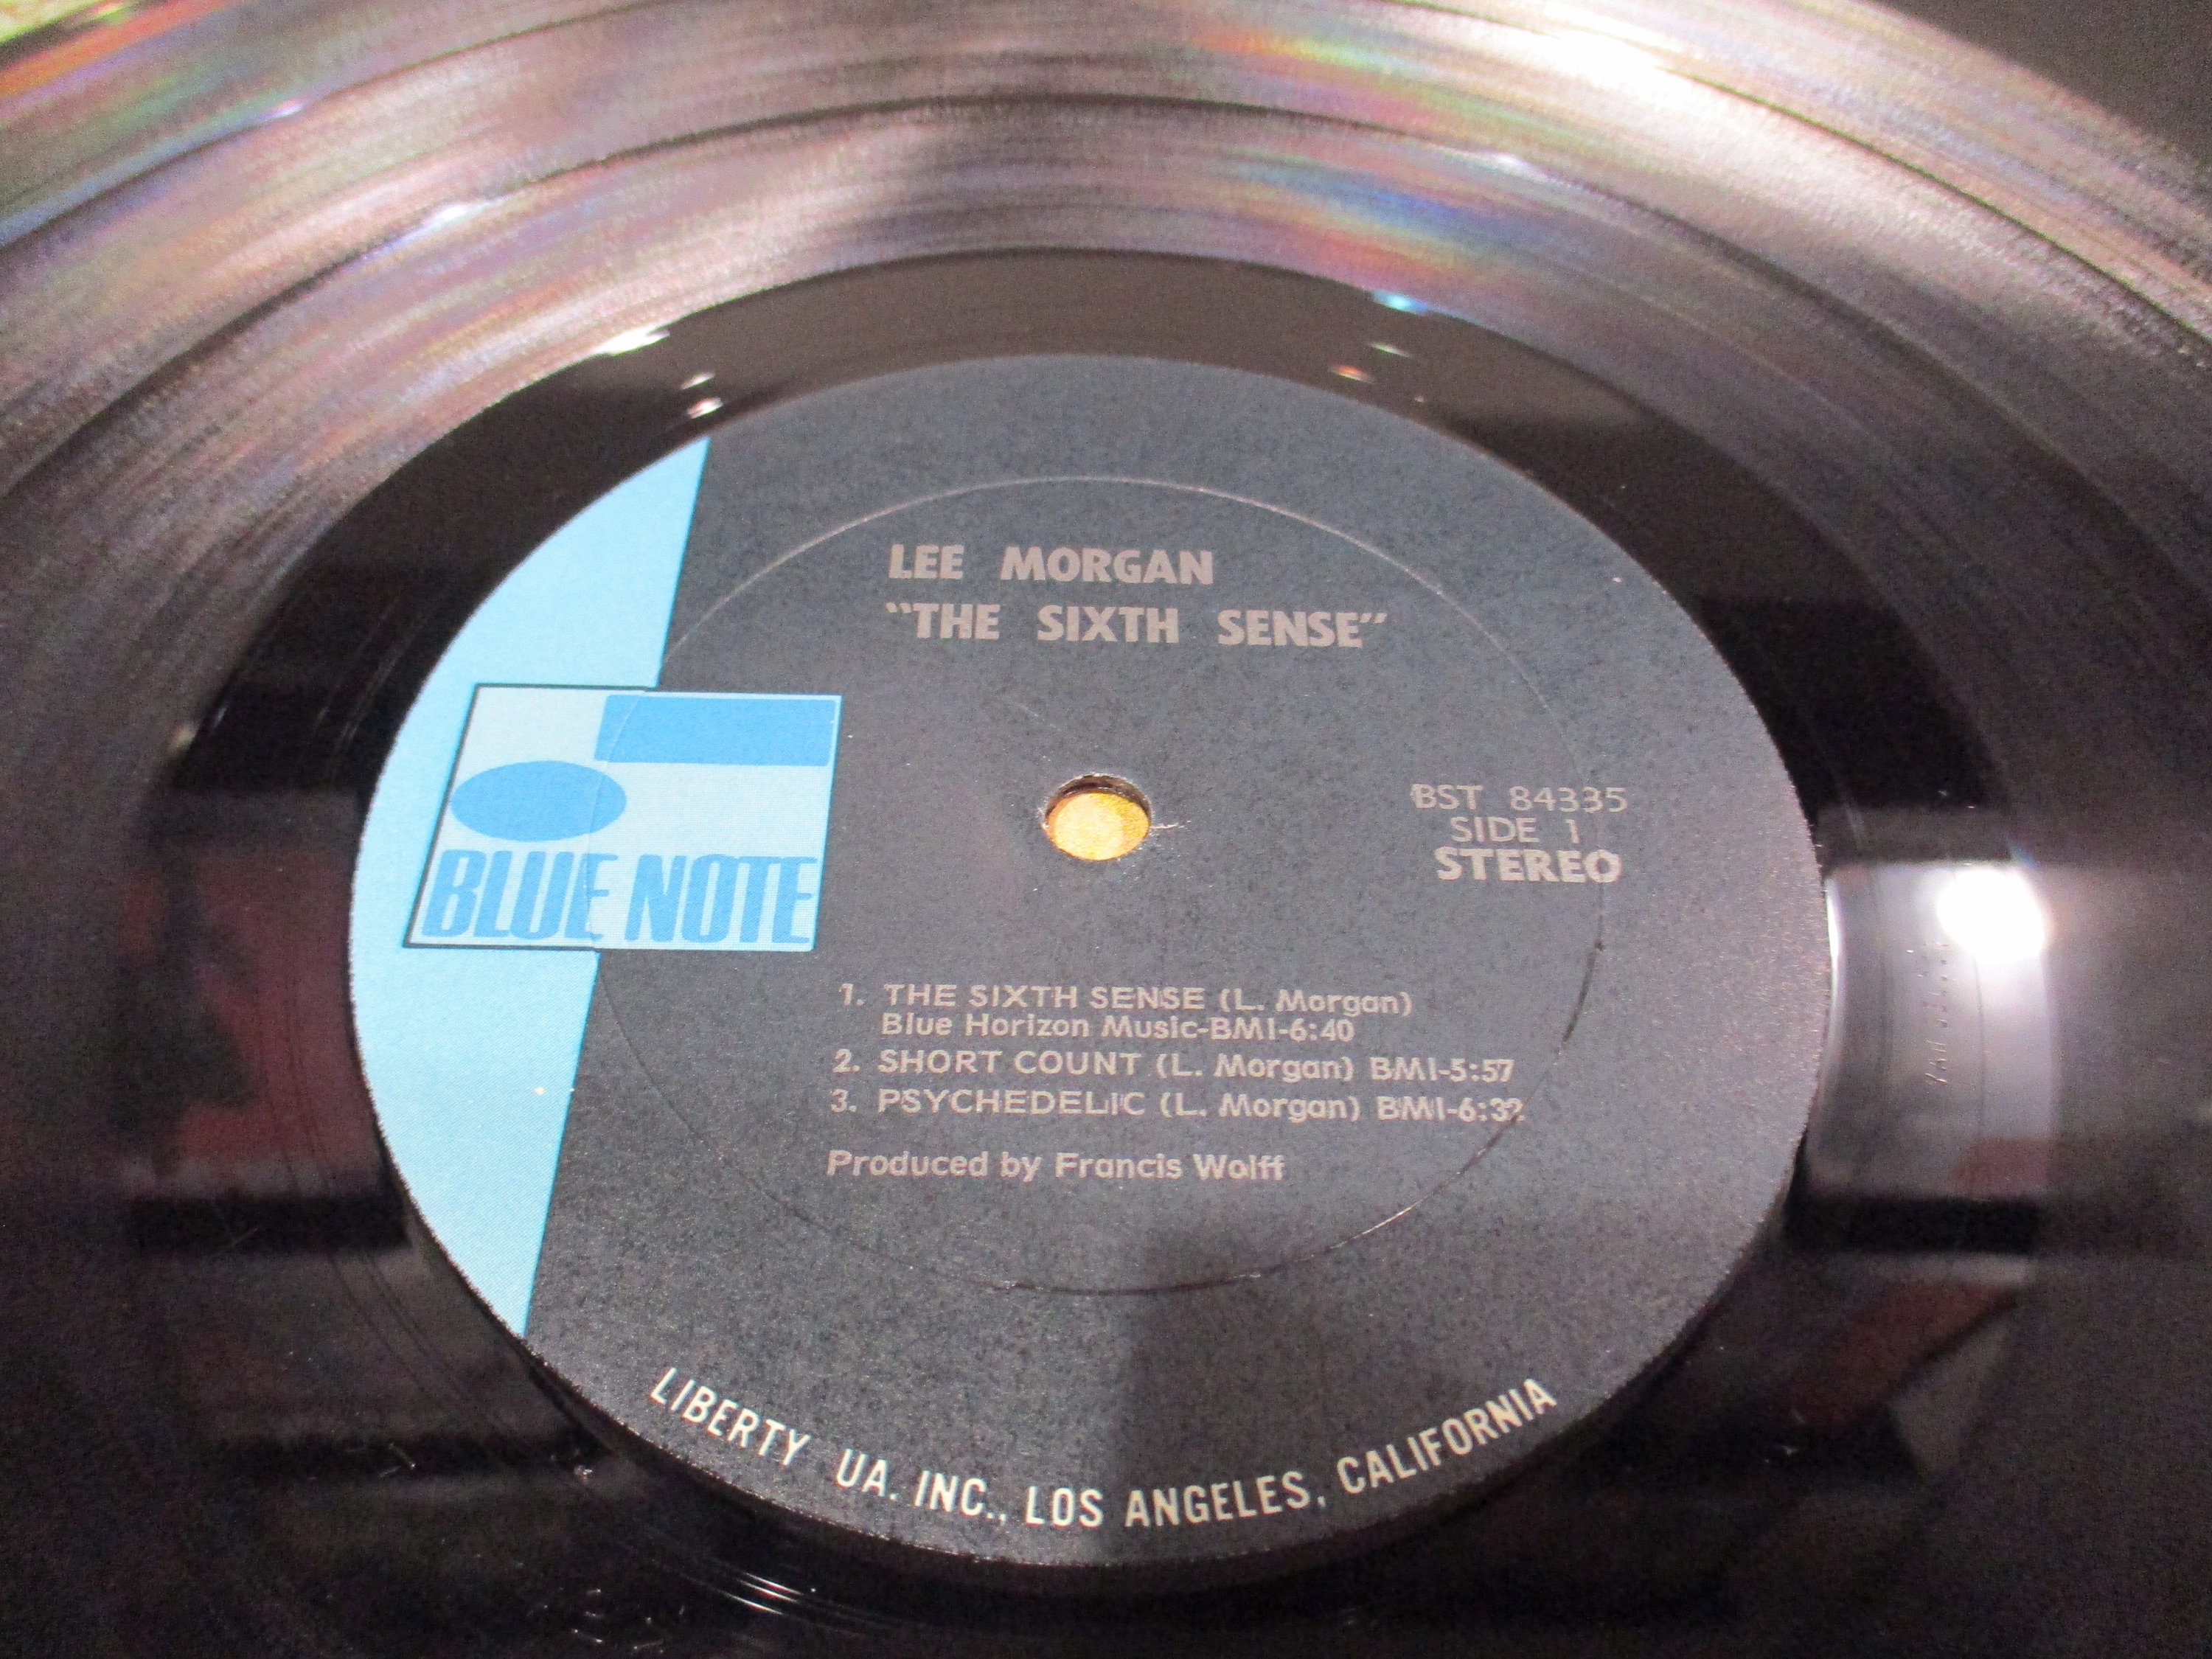 LEE MORGAN
"THE SIXTH SENSE"
BLUE NOTE
BST 84335
SIDE 1
STEREO
1. THE SIXTH SENSE (L. Morgan)
Blue Horizon Music-BMI-6:40
2. SHORT COUNT (L. Morgan) BMI-5:57
3. PSYCHEDELIC (L. Morgan) BMI-6:32
Produced by Francis Wolff
LIBERTY UA. INC., LOS ANGELES, CALIFORNIA